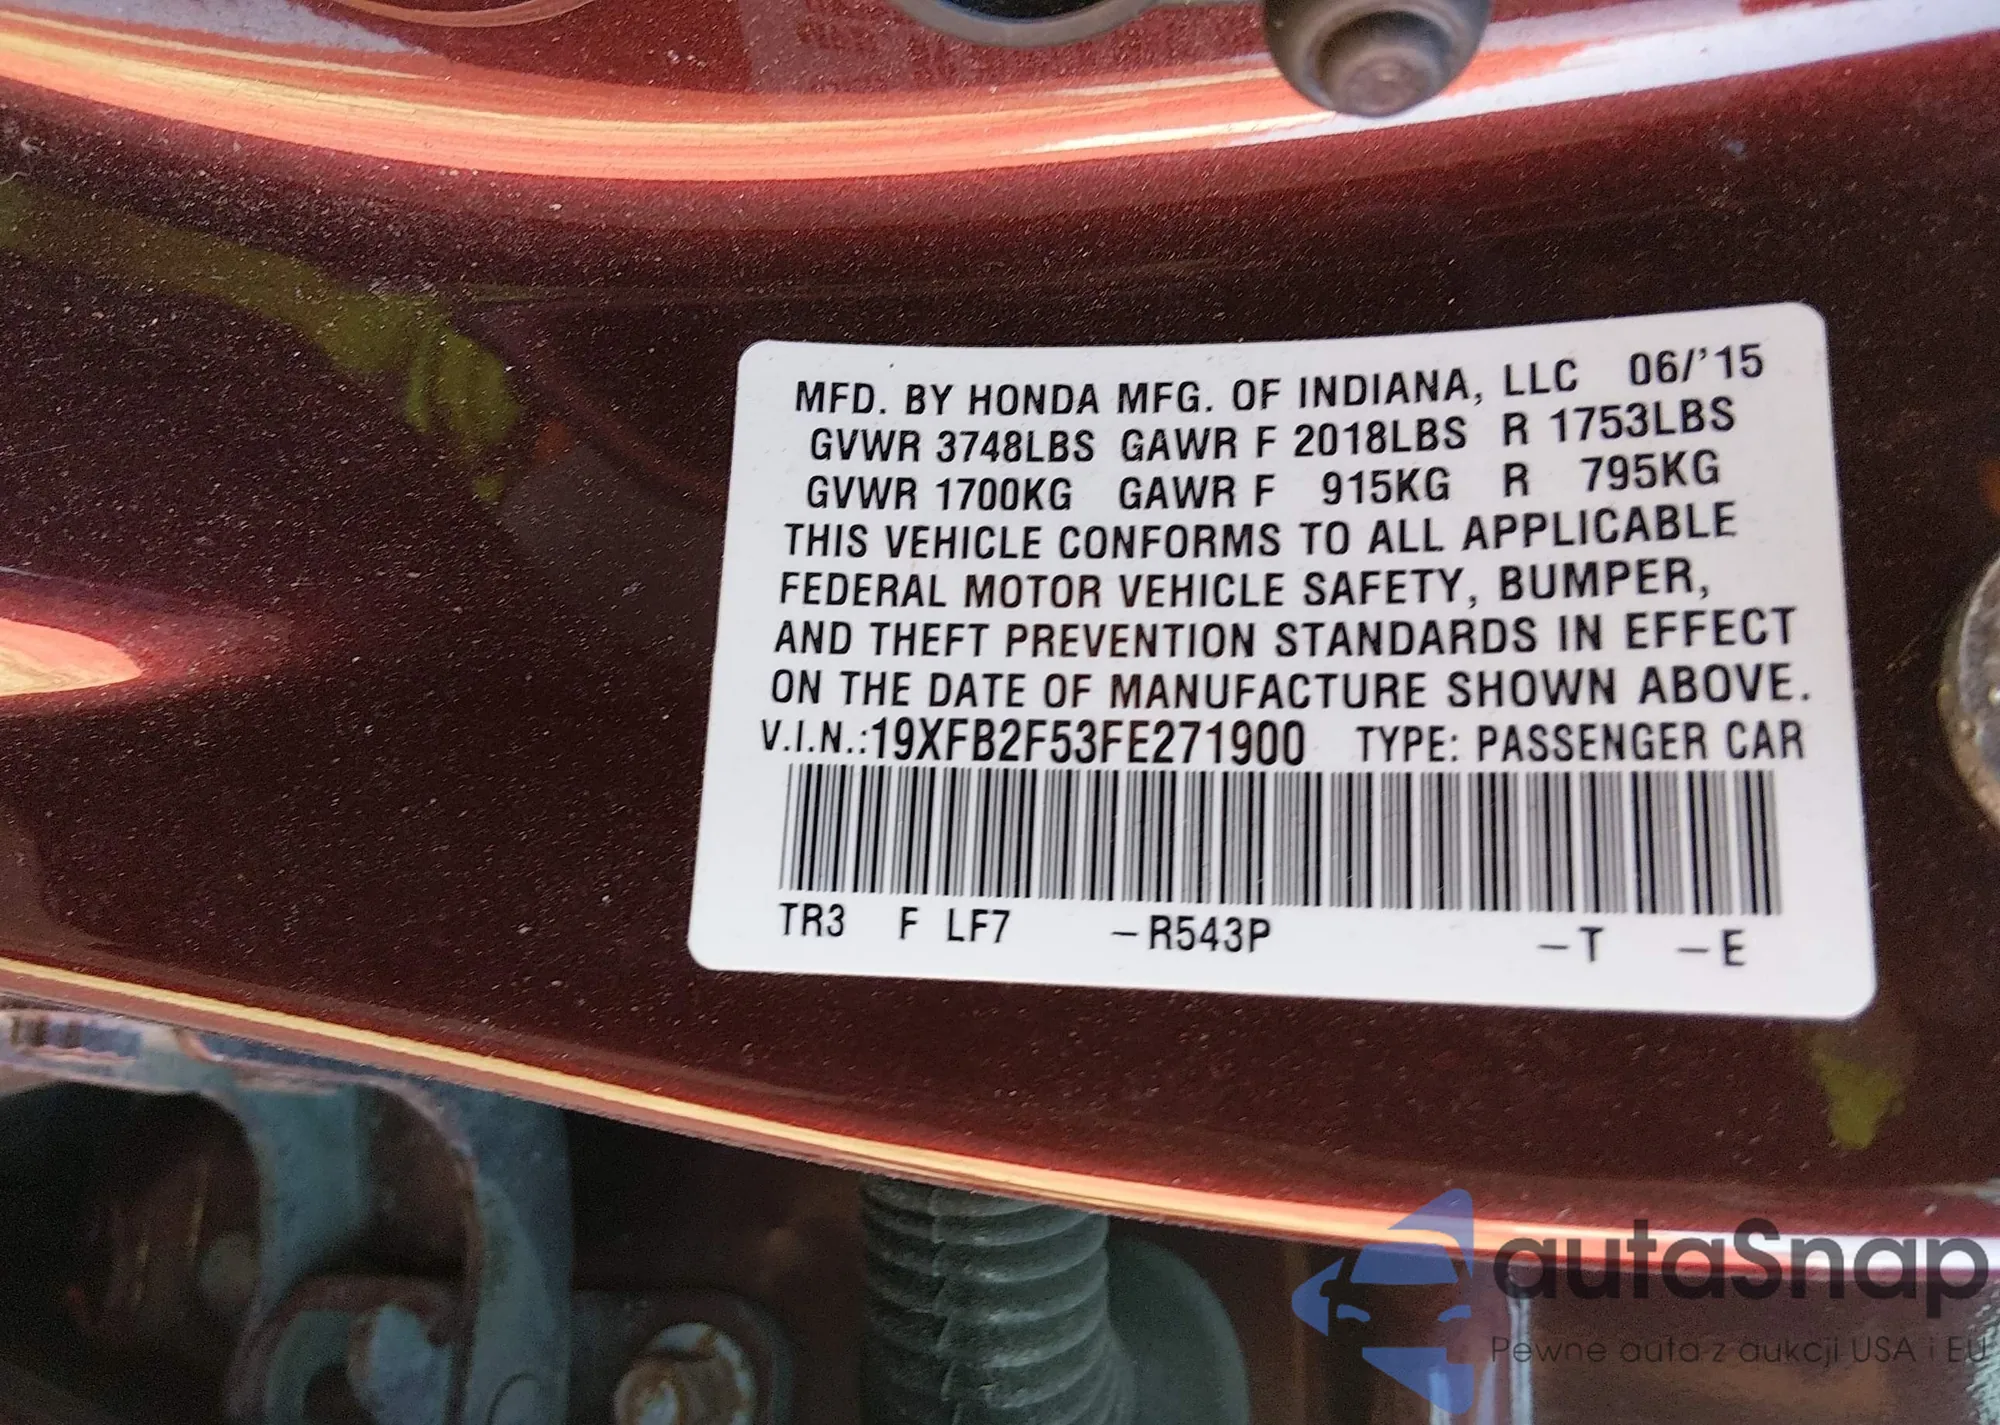 MFD. BY HONDA MFG. OF INDIANA, LLC 06/'15
GVWR 3748LBS GAWR F 2018LBS R 1753LBS
GVWR 1700KG GAWR F 915KG R 795KG
THIS VEHICLE CONFORMS TO ALL APPLICABLE
FEDERAL MOTOR VEHICLE SAFETY, BUMPER,
AND THEFT PREVENTION STANDARDS IN EFFECT
ON THE DATE OF MANUFACTURE SHOWN ABOVE.
V.I.N.:19XFB2F53FE271900 TYPE: PASSENGER CAR
TR3 F LF7 –R543P –T –E
autaSnap
Pewne auta z aukcji USA i EU